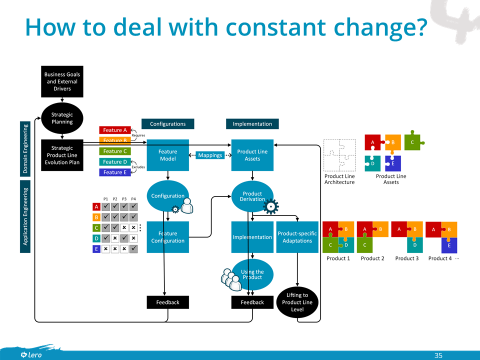 How to deal with constant change?
Business Goals
and External
Drivers
Strategic
Planning
Strategic
Product Line
Evolution Plan
Domain Engineering
Application Engineering
Configurations
Implementation
Feature A
Feature B
Feature C
Feature D
Feature E
Requires
Excludes
Feature
Model
Mappings
Product Line
Assets
Configuration
Product
Derivation
P1 P2 P3 P4
A
B
C
D
E
Feature
Configuration
Implementation
Product-specific
Adaptations
Using the
Product
Feedback
Feedback
Lifting to
Product Line
Level
A B C
D E
Product Line
Architecture
Product Line
Assets
A B
C D
Product 1
A B
C
Product 2
A B
D
Product 3
A B
E
Product 4 ...
Lero
35